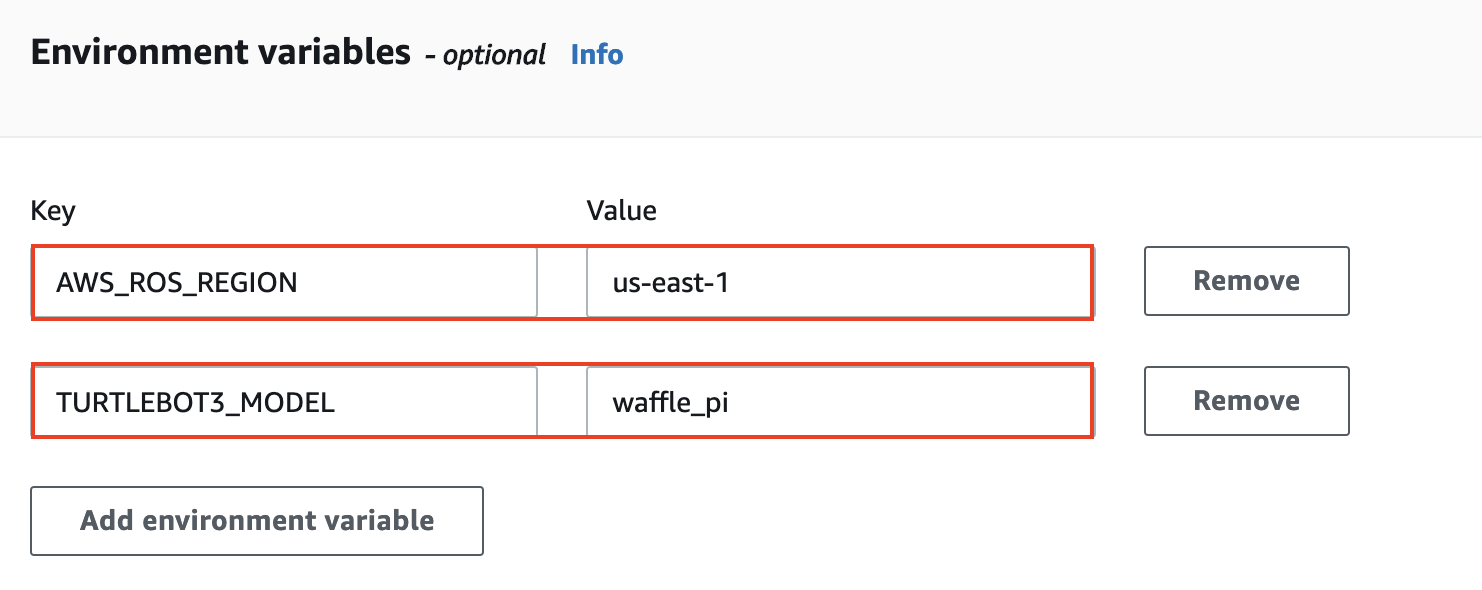 Environment variables - optional Info
Key Value
AWS_ROS_REGION us-east-1 Remove
TURTLEBOT3_MODEL waffle_pi Remove
Add environment variable